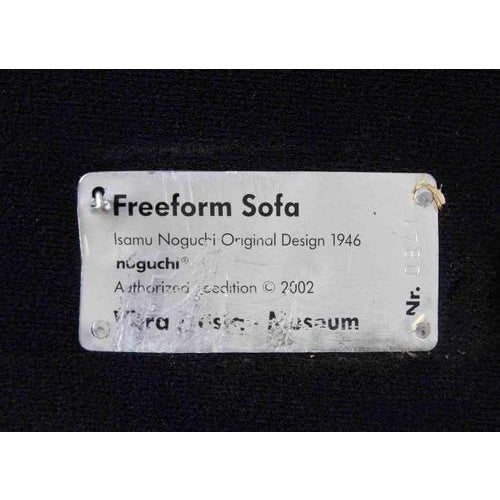 Freeform Sofa
Isamu Noguchi Original Design 1946
noguchi®
Authorized edition © 2002
Museum
Nr.